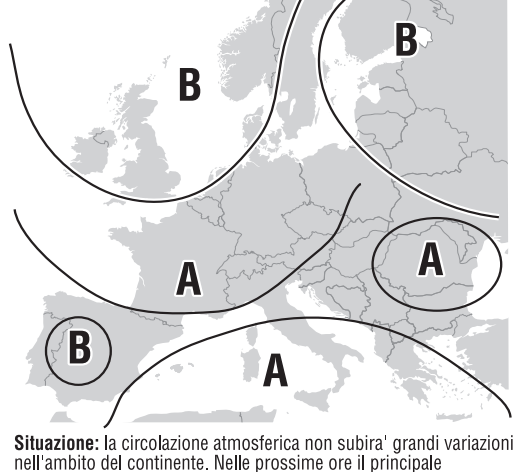 B
B
A
A
B
A
Situazione: la circolazione atmosferica non subira' grandi variazioni
nell'ambito del continente. Nelle prossime ore il principale